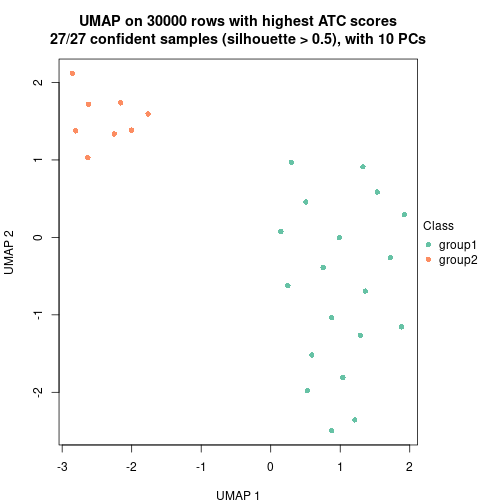 UMAP on 30000 rows with highest ATC scores
27/27 confident samples (silhouette > 0.5), with 10 PCs
2
1
0
-1
-2
UMAP 2
-3
-2
-1
0
1
2
UMAP 1
Class
group1
group2